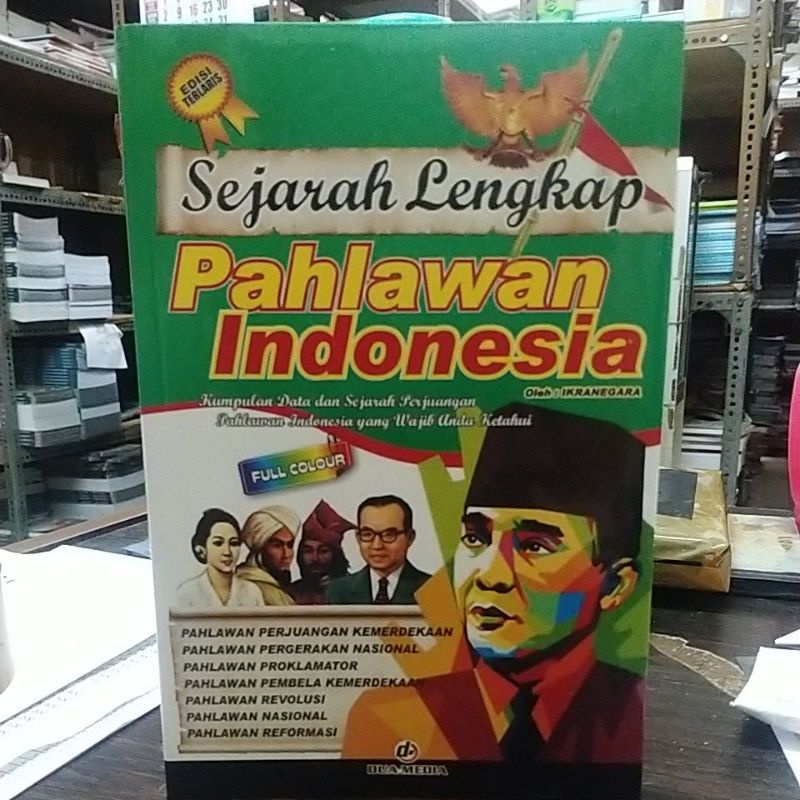 EDISI
TERLARIS
Sejarah Lengkap
Pahlawan
Indonesia
Oleh : IKRANEGARA
Kumpulan Data dan Sejarah Perjuangan
Pahlawan Indonesia yang Wajib Anda Ketahui
FULL COLOUR
PAHLAWAN PERJUANGAN KEMERDEKAAN
PAHLAWAN PERGERAKAN NASIONAL
PAHLAWAN PROKLAMATOR
PAHLAWAN PEMBELA KEMERDEKAAN
PAHLAWAN REVOLUSI
PAHLAWAN NASIONAL
PAHLAWAN REFORMASI
DUA MEDIA